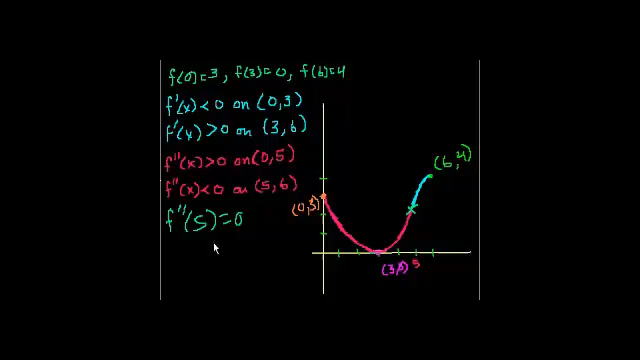 f(0)=3, f(3)=0, f(6)=4
f'(x)<0 on (0,3)
f'(x)>0 on (3,6)
f''(x)>0 on (0,5)
f''(x)<0 on (5,6)
f''(5)=0
(6,4)
(0,3)
(3,0) 5